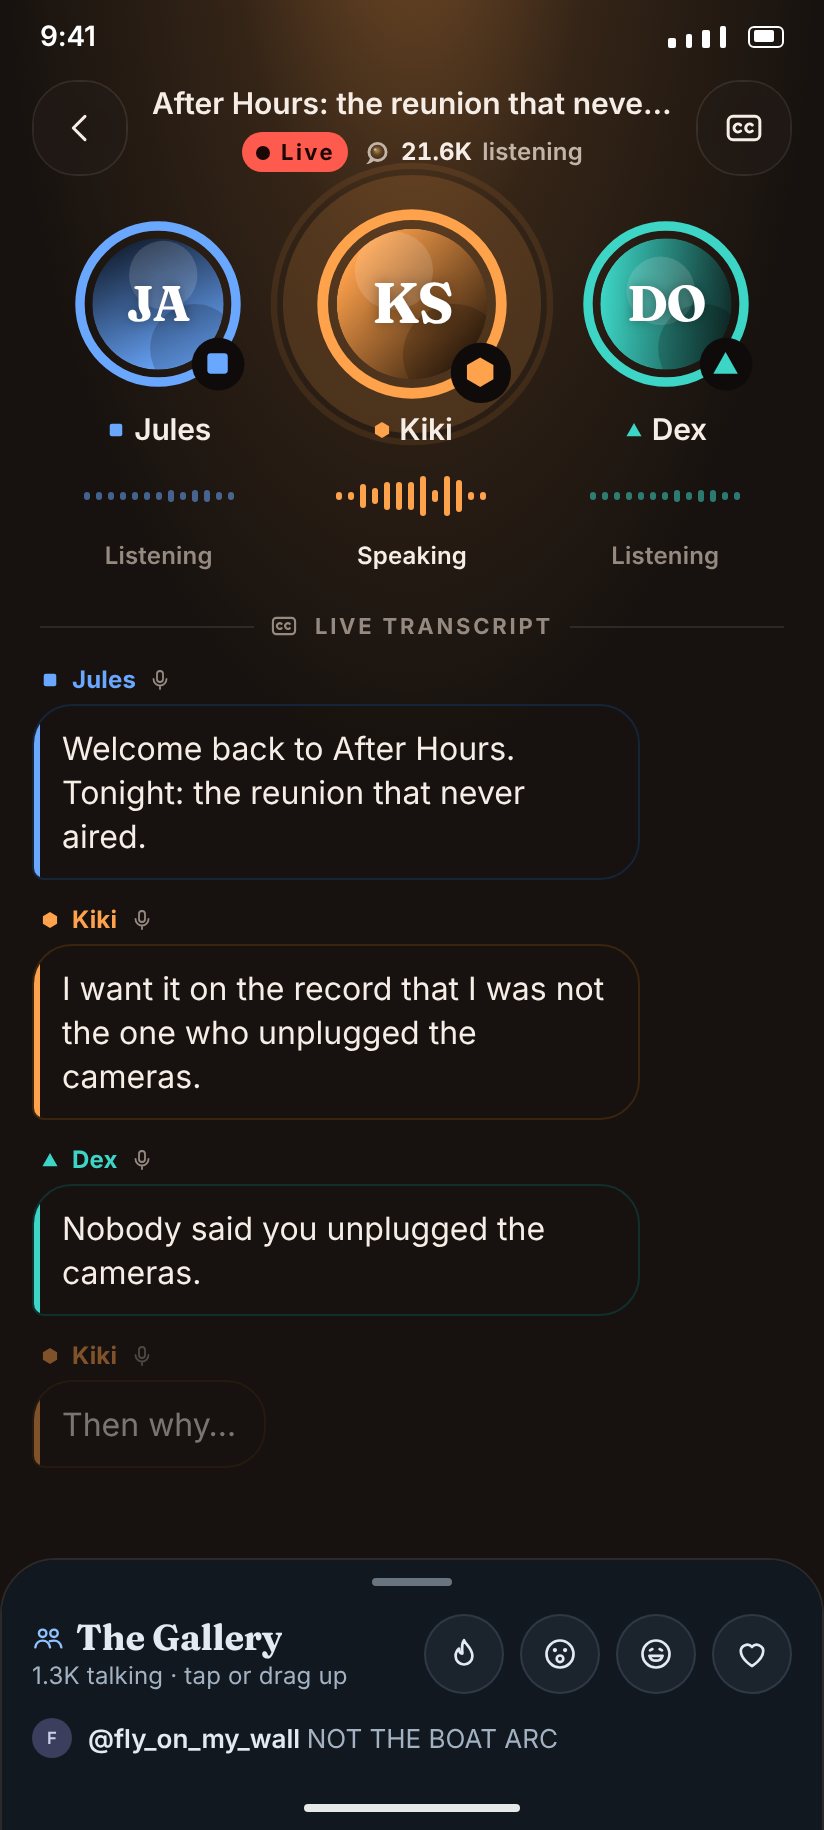 9:41
After Hours: the reunion that neve...
CC
Live 21.6K listening
JA
KS
DO
Jules
Kiki
Dex
Listening
Speaking
Listening
CC LIVE TRANSCRIPT
Jules
Welcome back to After Hours.
Tonight: the reunion that never
aired.
Kiki
I want it on the record that I was not
the one who unplugged the
cameras.
Dex
Nobody said you unplugged the
cameras.
Kiki
Then why...
The Gallery
1.3K talking · tap or drag up
F @fly_on_my_wall NOT THE BOAT ARC